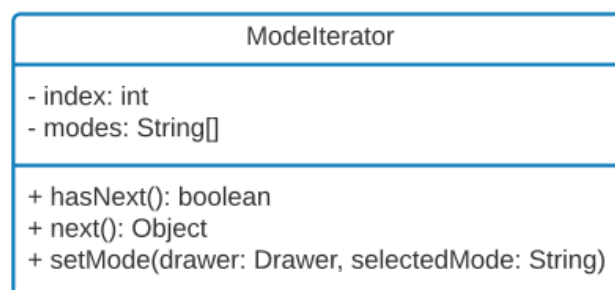 ModeIterator
- index: int
- modes: String[]
+ hasNext(): boolean
+ next(): Object
+ setMode(drawer: Drawer, selectedMode: String)